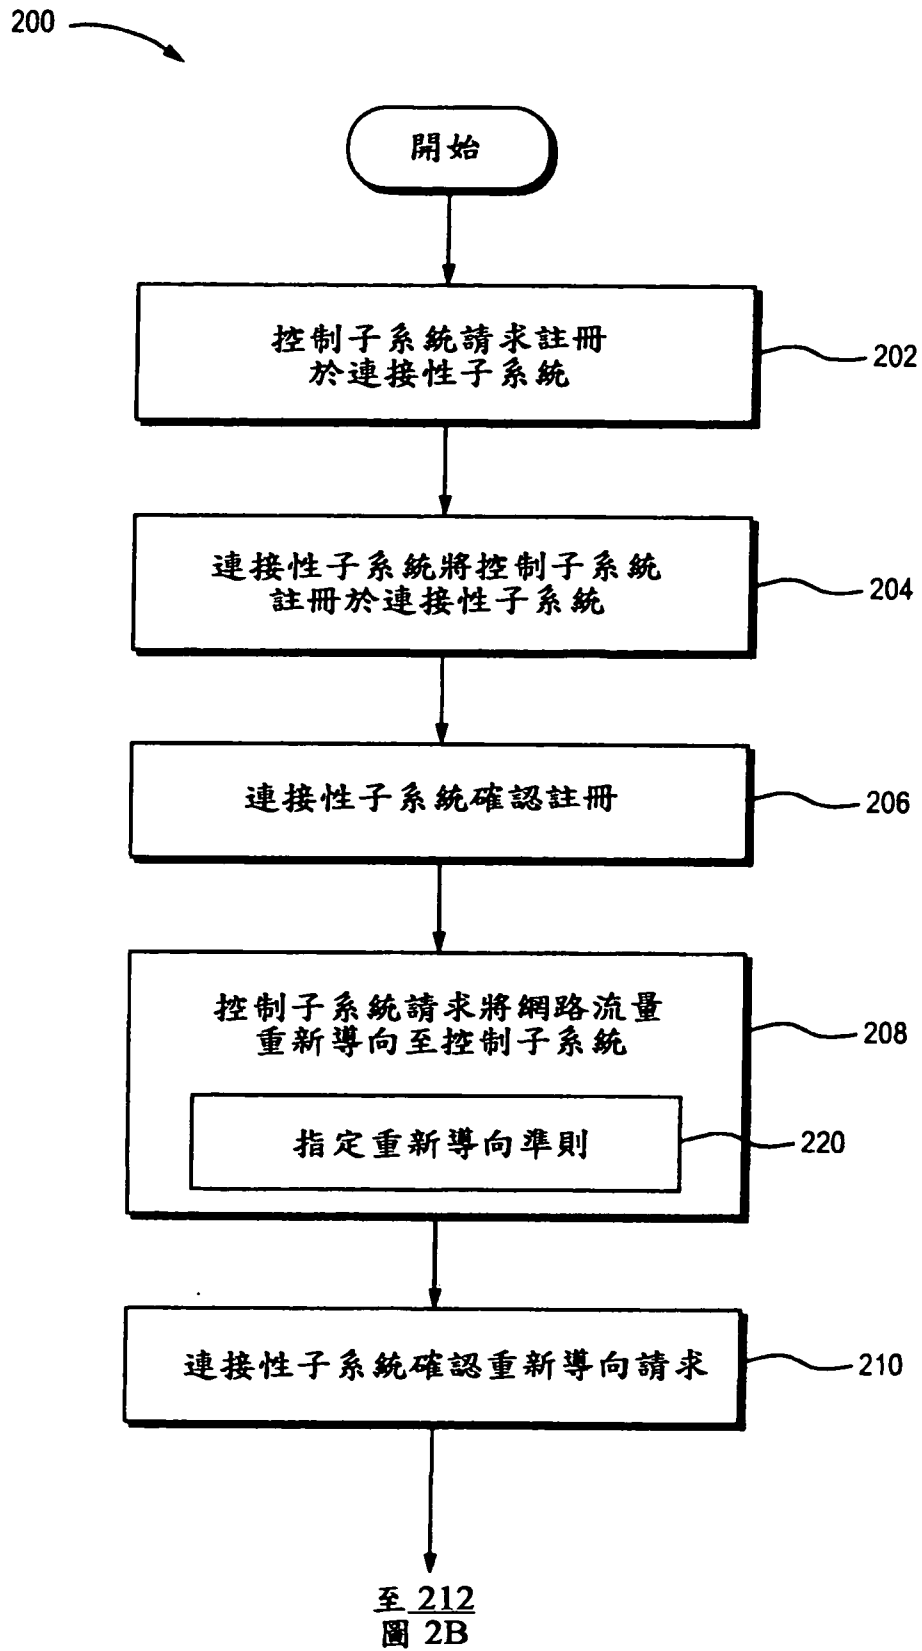 200
開始
控制子系統請求註冊
於連接性子系統
202
連接性子系統將控制子系統
註冊於連接性子系統
204
連接性子系統確認註冊
206
控制子系統請求將網路流量
重新導向至控制子系統
208
指定重新導向準則
220
連接性子系統確認重新導向請求
210
至 212
圖 2B